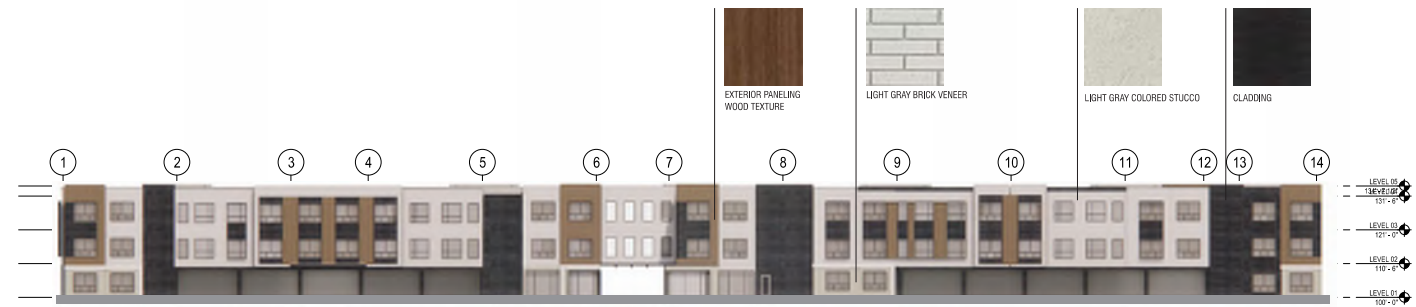 EXTERIOR PANELING
WOOD TEXTURE
LIGHT GRAY BRICK VENEER
LIGHT GRAY COLORED STUCCO
CLADDING
1 2 3 4 5 6 7 8 9 10 11 12 13 14
LEVEL 05
131' - 6"
LEVEL 03
121' - 0"
LEVEL 02
110' - 6"
LEVEL 01
100' - 0"